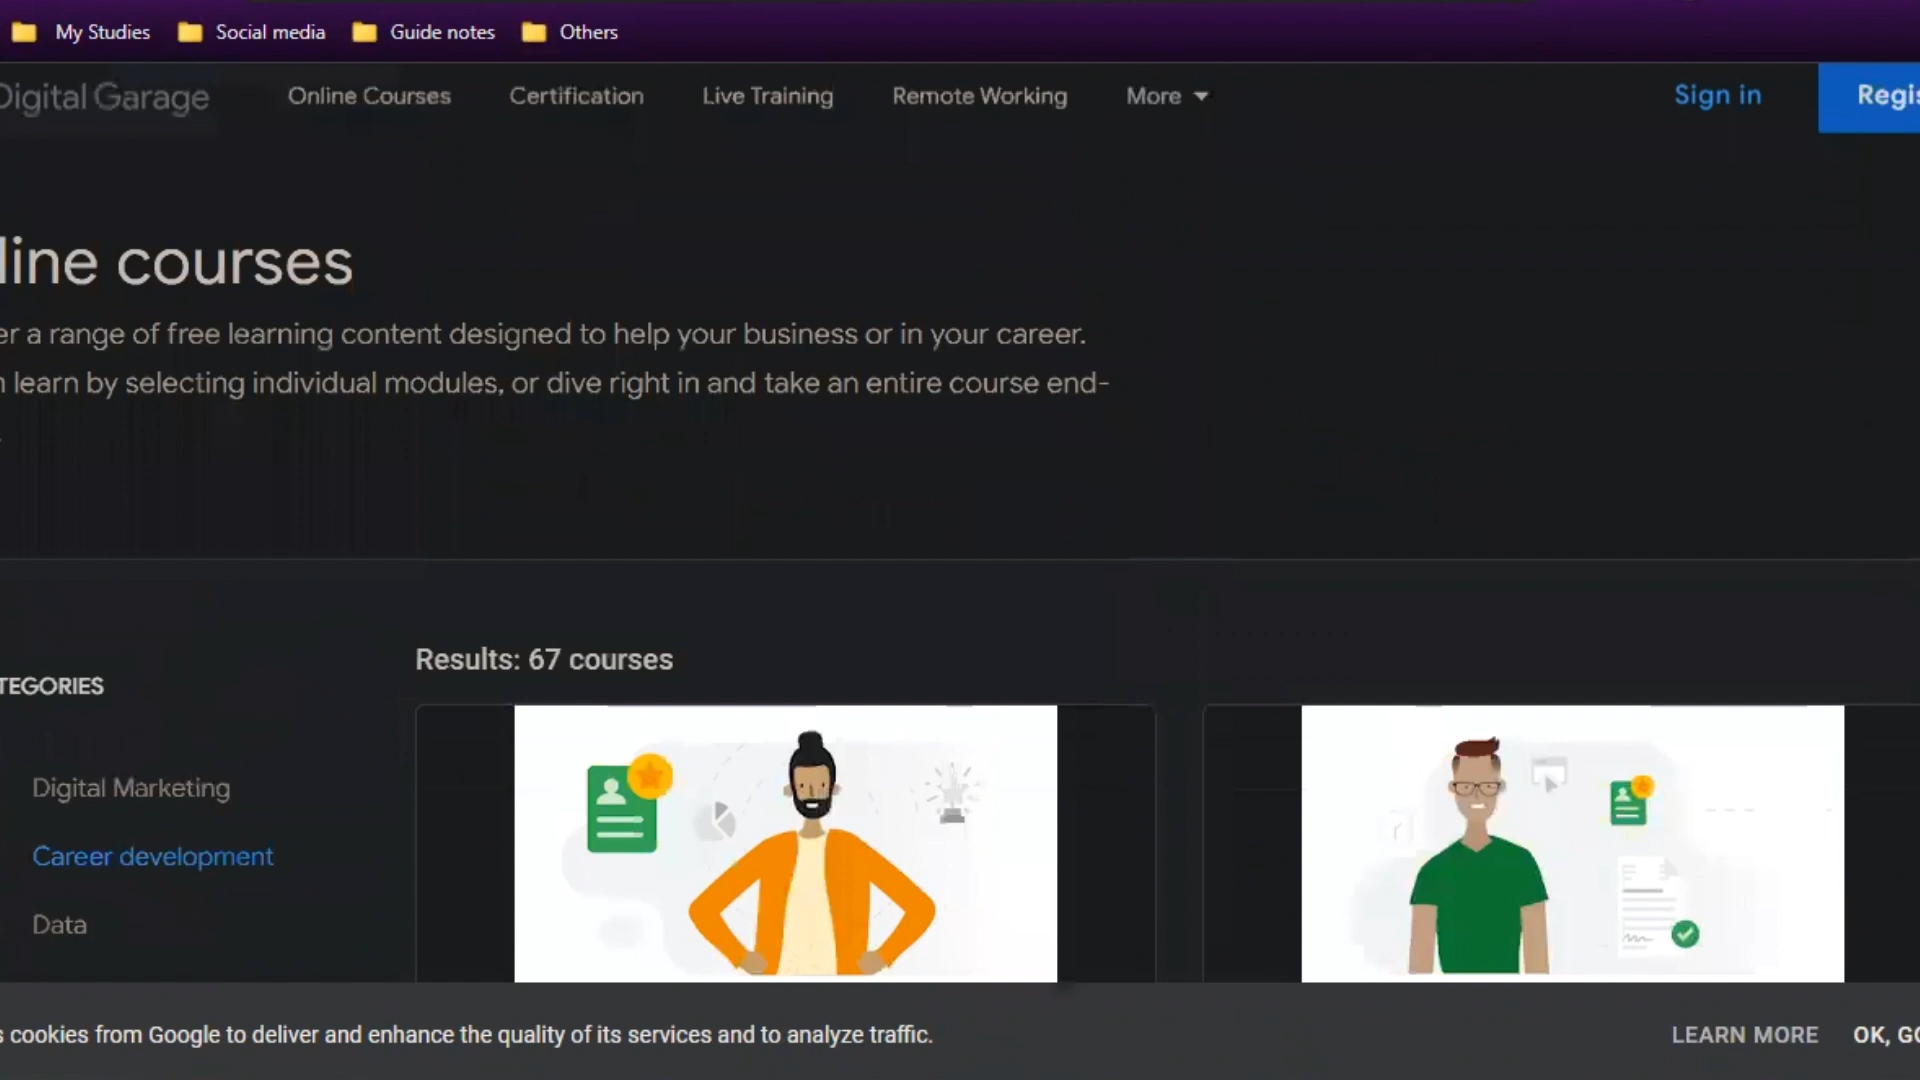 My Studies Social media Guide notes Others
Digital Garage Online Courses Certification Live Training Remote Working More Sign in Regis
line courses
er a range of free learning content designed to help your business or in your career.
n learn by selecting individual modules, or dive right in and take an entire course end-
Results: 67 courses
TEGORIES
Digital Marketing
Career development
Data
s cookies from Google to deliver and enhance the quality of its services and to analyze traffic. LEARN MORE OK, GO